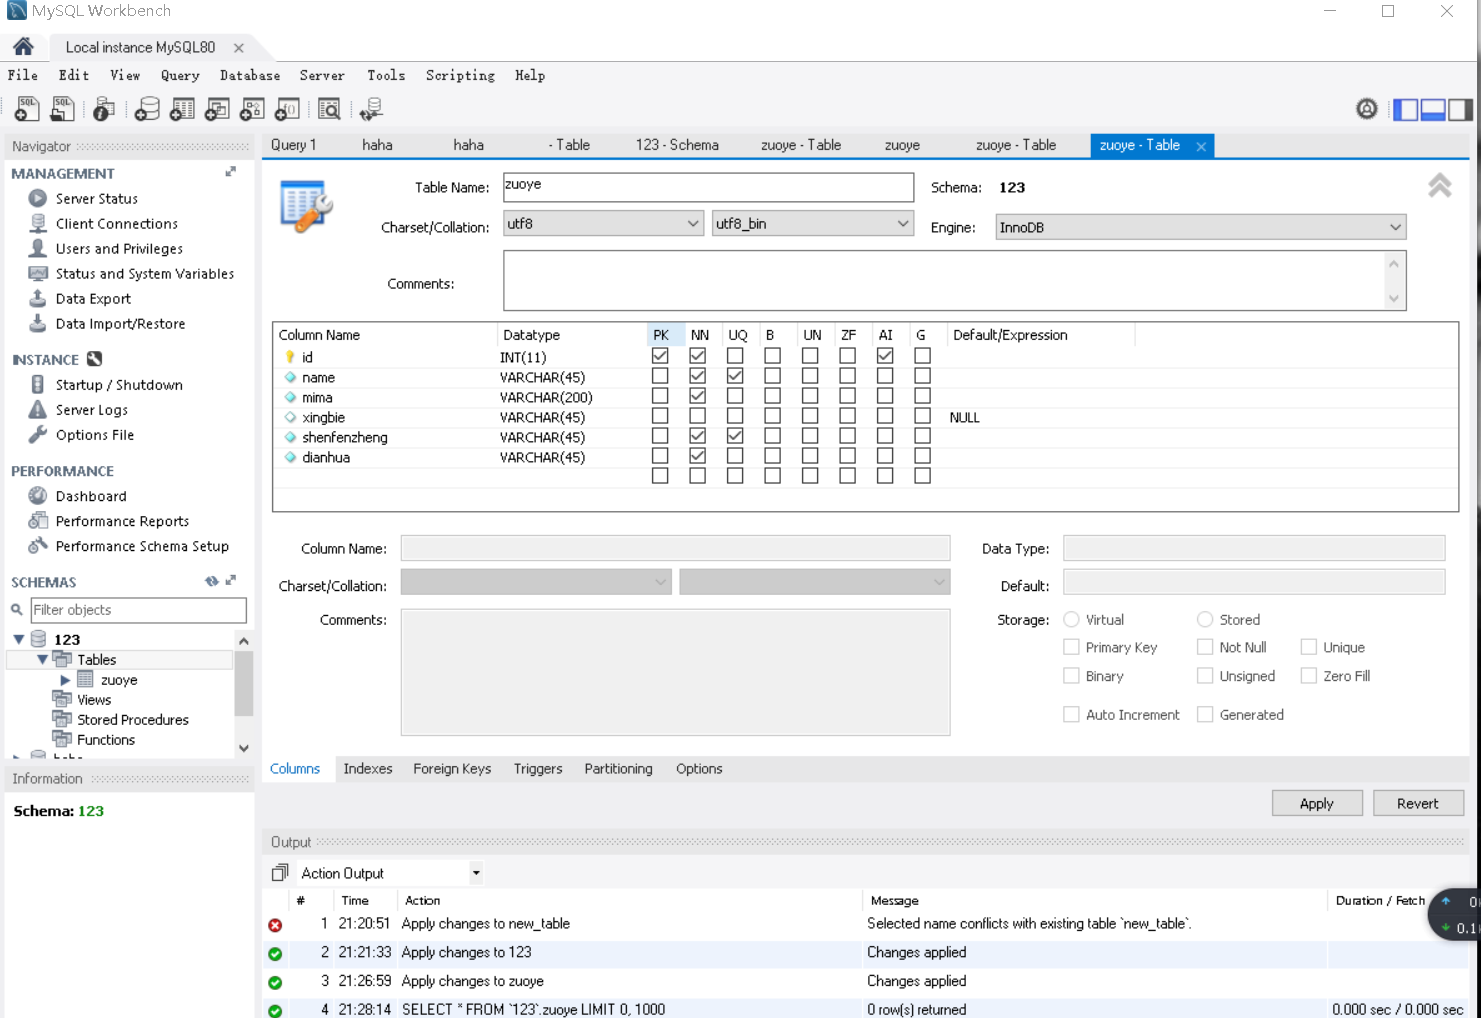 MySQL Workbench
Local instance MySQL80
File Edit View Query Database Server Tools Scripting Help
Navigator
MANAGEMENT
Server Status
Client Connections
Users and Privileges
Status and System Variables
Data Export
Data Import/Restore
INSTANCE
Startup / Shutdown
Server Logs
Options File
PERFORMANCE
Dashboard
Performance Reports
Performance Schema Setup
SCHEMAS
Filter objects
123
Tables
zuoye
Views
Stored Procedures
Functions
Information
Schema: 123
Query 1 haha haha - Table 123 - Schema zuoye - Table zuoye zuoye - Table zuoye - Table
Table Name: zuoye Schema: 123
Charset/Collation: utf8 utf8_bin Engine: InnoDB
Comments:
Column Name Datatype PK NN UQ B UN ZF AI G Default/Expression
id INT(11)
name VARCHAR(45)
mima VARCHAR(200)
xingbie VARCHAR(45) NULL
shenfenzheng VARCHAR(45)
dianhua VARCHAR(45)
Column Name: Data Type:
Charset/Collation: Default:
Comments: Storage: Virtual Stored
Primary Key Not Null Unique
Binary Unsigned Zero Fill
Auto Increment Generated
Columns Indexes Foreign Keys Triggers Partitioning Options
Apply Revert
Output
Action Output
# Time Action Message Duration / Fetch
1 21:20:51 Apply changes to new_table Selected name conflicts with existing table `new_table`.
2 21:21:33 Apply changes to 123 Changes applied
3 21:26:59 Apply changes to zuoye Changes applied
4 21:28:14 SELECT * FROM `123`.zuoye LIMIT 0, 1000 0 row(s) returned 0.000 sec / 0.000 sec